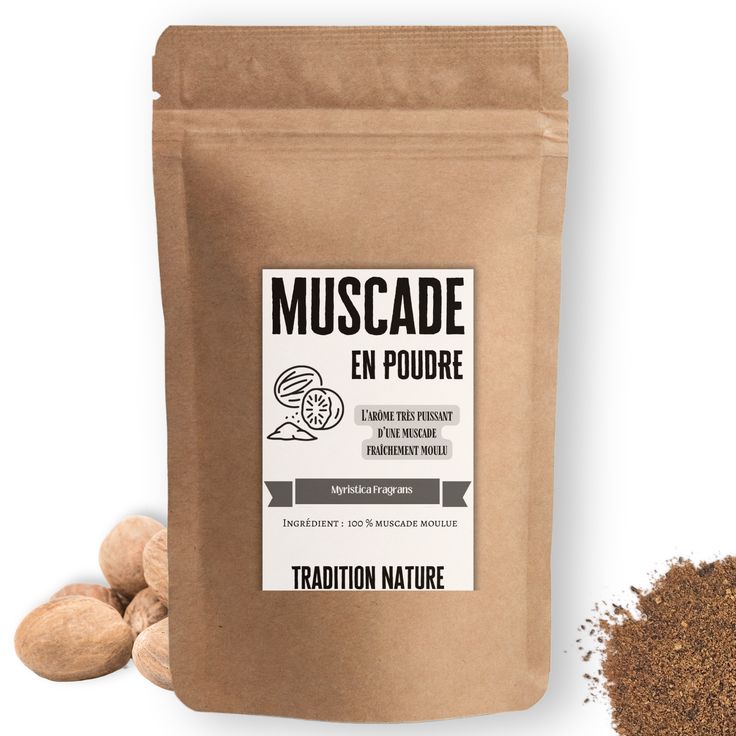 MUSCADE
EN POUDRE
L'ARÔME TRÈS PUISSANT
D'UNE MUSCADE
FRAÎCHEMENT MOULU
Myristica Fragrans
INGRÉDIENT : 100 % MUSCADE MOULUE
TRADITION NATURE